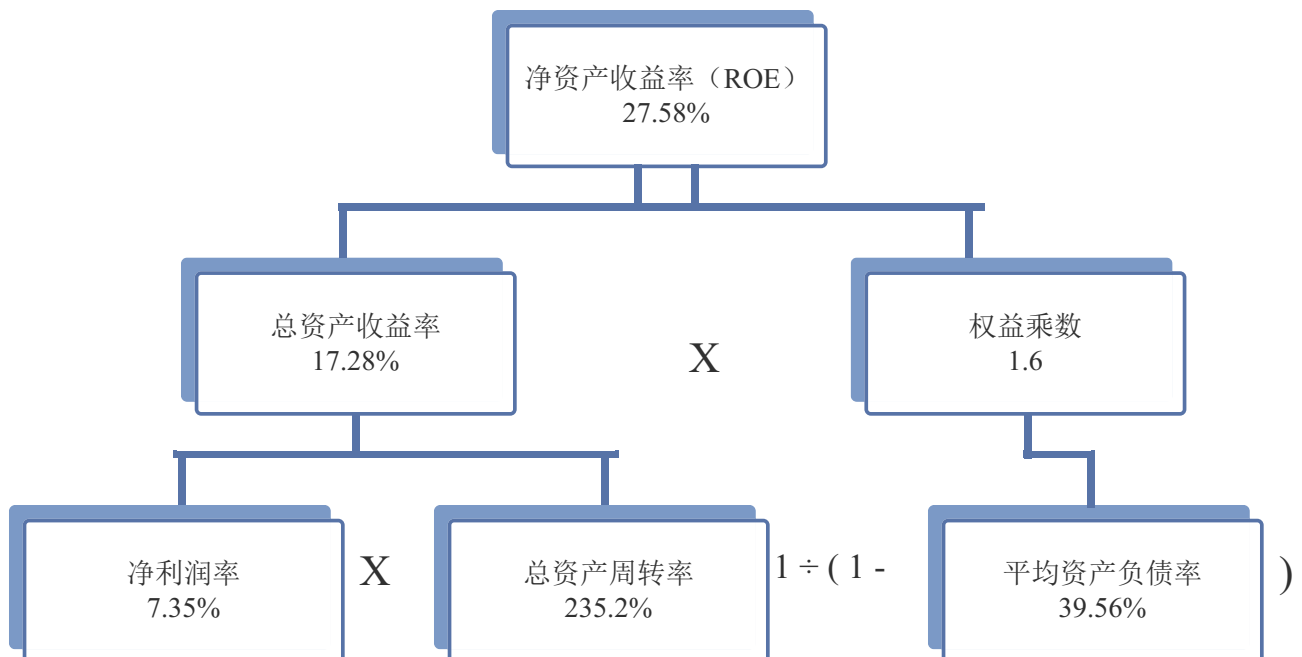 净资产收益率（ROE）
27.58%
总资产收益率
17.28%
X
权益乘数
1.6
净利润率
7.35%
X
总资产周转率
235.2%
1 ÷ ( 1 -
平均资产负债率
39.56%
)